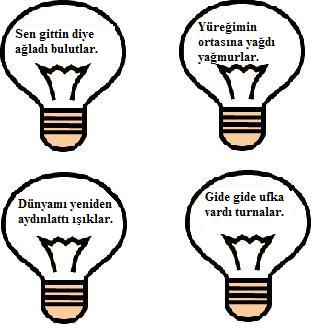 Sen gittin diye
ağladı bulutlar.
Yüreğimin
ortasına yağdı
yağmurlar.
Dünyamı yeniden
aydınlattı ışıklar.
Gide gide ufka
vardı turnalar.